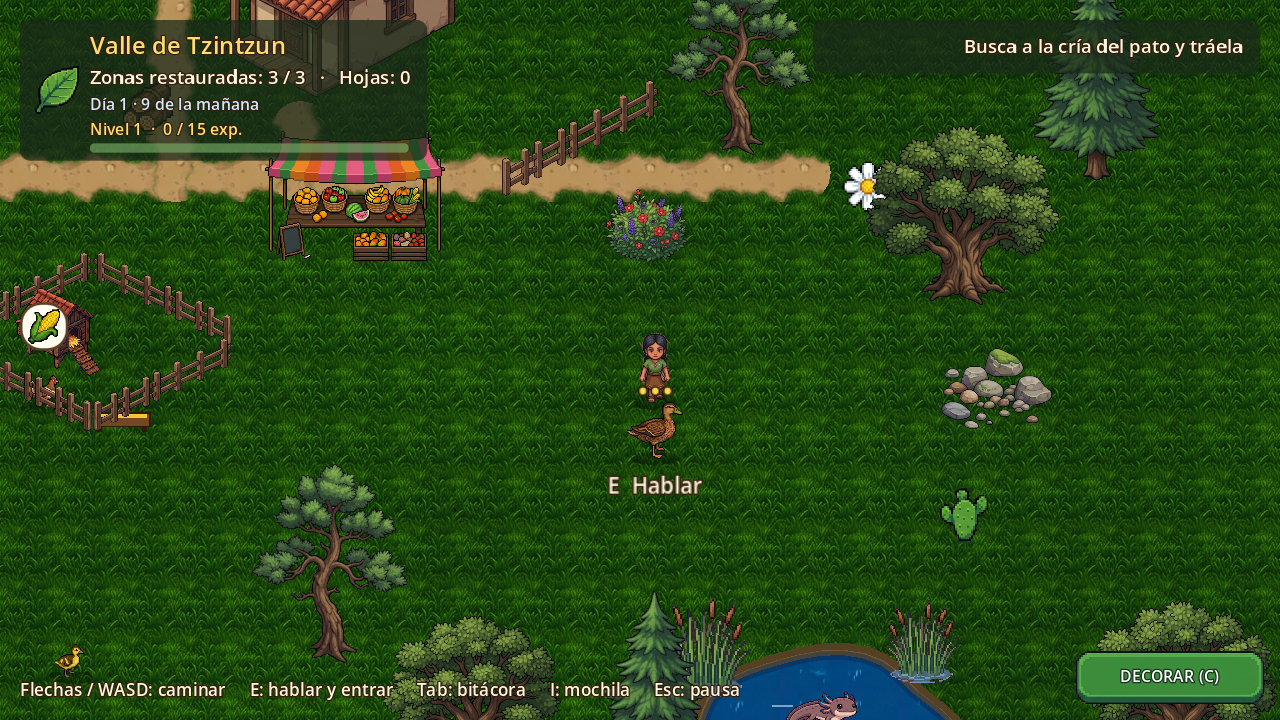 Valle de Tzintzun
Zonas restauradas: 3 / 3 · Hojas: 0
Día 1 · 9 de la mañana
Nivel 1 · 0 / 15 exp.
Busca a la cría del pato y tráela
E Hablar
Flechas / WASD: caminar E: hablar y entrar Tab: bitácora I: mochila Esc: pausa
DECORAR (C)